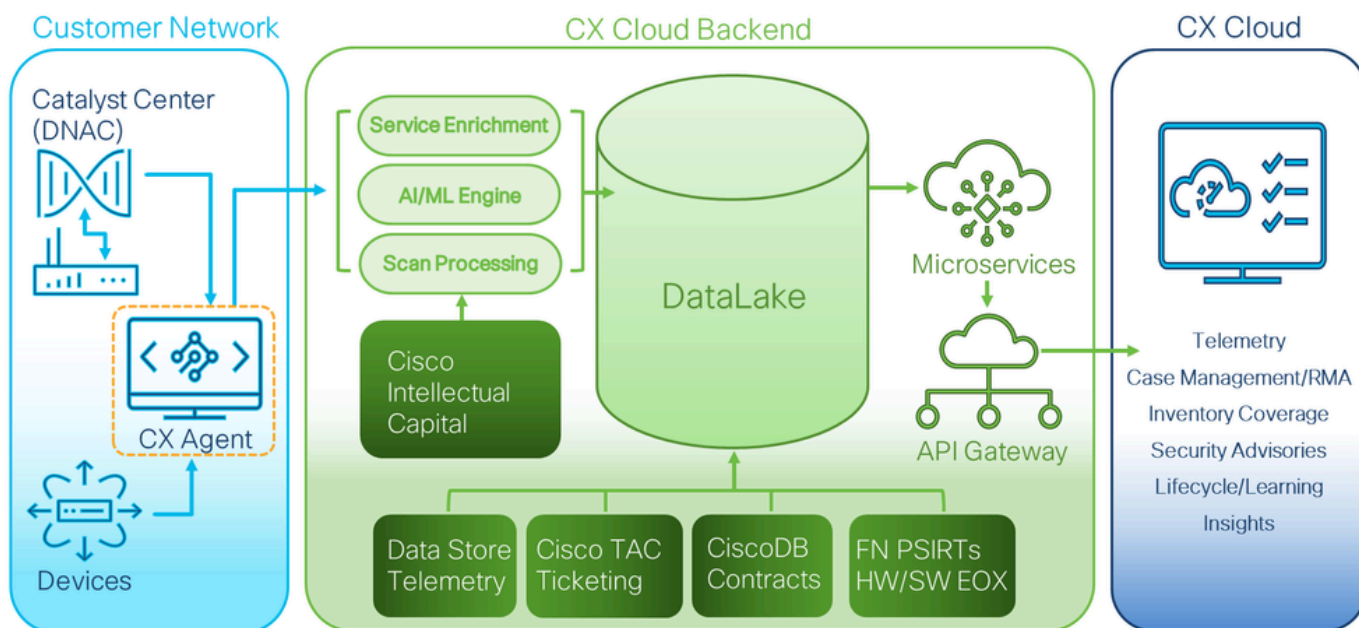 Customer Network
Catalyst Center
(DNAC)
CX Agent
Devices
CX Cloud Backend
Service Enrichment
AI/ML Engine
Scan Processing
Cisco
Intellectual
Capital
DataLake
Microservices
API Gateway
Data Store
Telemetry
Cisco TAC
Ticketing
CiscoDB
Contracts
FN PSIRTs
HW/SW EOX
CX Cloud
Telemetry
Case Management/RMA
Inventory Coverage
Security Advisories
Lifecycle/Learning
Insights